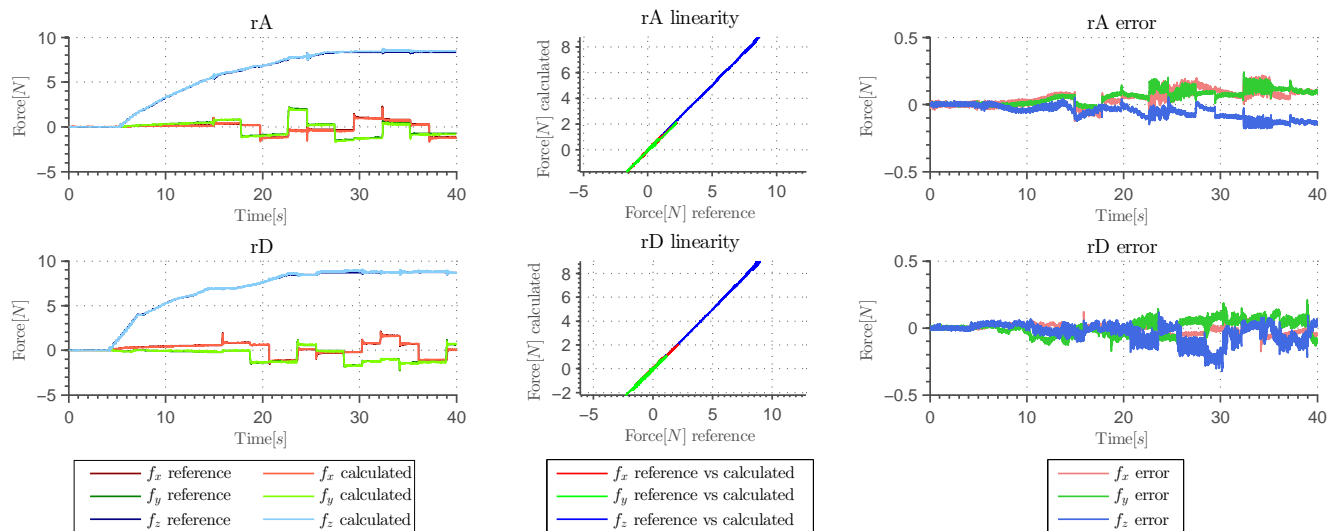 rA
rA linearity
rA error
10
5
0
−5
Force[N]
0
10
20
30
40
Time[s]
8
6
4
2
0
Force[N] calculated
−5
0
5
10
Force[N] reference
0.5
0
−0.5
Force[N]
0
10
20
30
40
Time[s]
rD
rD linearity
rD error
10
5
0
−5
Force[N]
0
10
20
30
40
Time[s]
8
6
4
2
0
−2
Force[N] calculated
−5
0
5
10
Force[N] reference
0.5
0
−0.5
Force[N]
0
10
20
30
40
Time[s]
fx reference
fx calculated
fy reference
fy calculated
fz reference
fz calculated
fx reference vs calculated
fy reference vs calculated
fz reference vs calculated
fx error
fy error
fz error